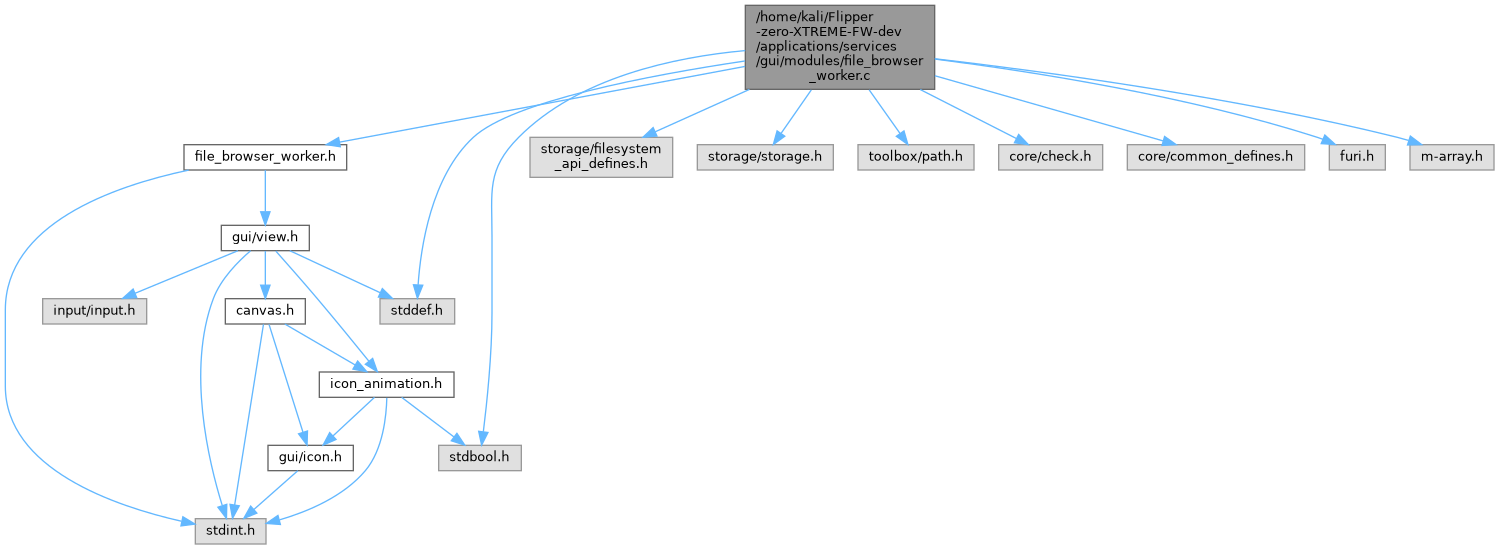 /home/kali/Flipper
-zero-XTREME-FW-dev
/applications/services
/gui/modules/file_browser
_worker.c
file_browser_worker.h
storage/filesystem
_api_defines.h
storage/storage.h
toolbox/path.h
core/check.h
core/common_defines.h
furi.h
m-array.h
gui/view.h
input/input.h
canvas.h
stddef.h
icon_animation.h
gui/icon.h
stdbool.h
stdint.h